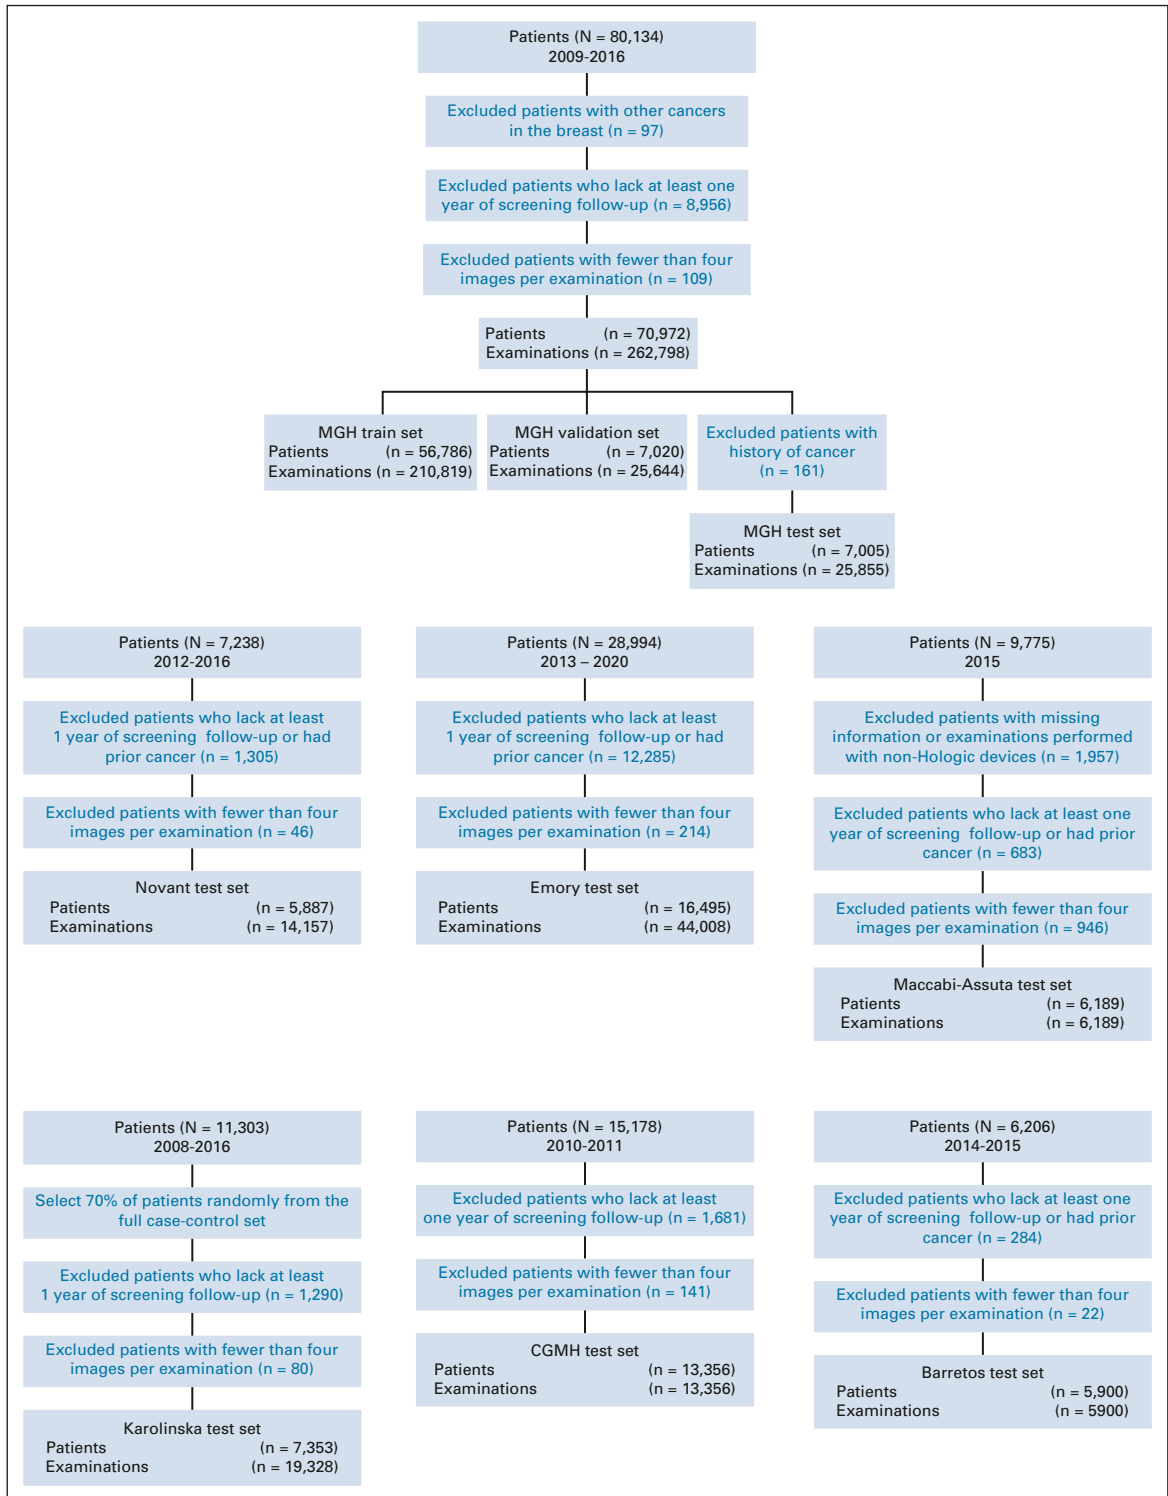 Patients (N = 80,134)
2009-2016
Excluded patients with other cancers
in the breast (n = 97)
Excluded patients who lack at least one
year of screening follow-up (n = 8,956)
Excluded patients with fewer than four
images per examination (n = 109)
Patients (n = 70,972)
Examinations (n = 262,798)
MGH train set
Patients (n = 56,786)
Examinations (n = 210,819)
MGH validation set
Patients (n = 7,020)
Examinations (n = 25,644)
Excluded patients with
history of cancer
(n = 161)
MGH test set
Patients (n = 7,005)
Examinations (n = 25,855)
Patients (N = 7,238)
2012-2016
Excluded patients who lack at least
1 year of screening follow-up or had
prior cancer (n = 1,305)
Excluded patients with fewer than four
images per examination (n = 46)
Novant test set
Patients (n = 5,887)
Examinations (n = 14,157)
Patients (N = 28,994)
2013 – 2020
Excluded patients who lack at least
1 year of screening follow-up or had
prior cancer (n = 12,285)
Excluded patients with fewer than four
images per examination (n = 214)
Emory test set
Patients (n = 16,495)
Examinations (n = 44,008)
Patients (N = 9,775)
2015
Excluded patients with missing
information or examinations performed
with non-Hologic devices (n = 1,957)
Excluded patients who lack at least one
year of screening follow-up or had prior
cancer (n = 683)
Excluded patients with fewer than four
images per examination (n = 946)
Maccabi-Assuta test set
Patients (n = 6,189)
Examinations (n = 6,189)
Patients (N = 11,303)
2008-2016
Select 70% of patients randomly from the
full case-control set
Excluded patients who lack at least
1 year of screening follow-up (n = 1,290)
Excluded patients with fewer than four
images per examination (n = 80)
Karolinska test set
Patients (n = 7,353)
Examinations (n = 19,328)
Patients (N = 15,178)
2010-2011
Excluded patients who lack at least
one year of screening follow-up (n = 1,681)
Excluded patients with fewer than four
images per examination (n = 141)
CGMH test set
Patients (n = 13,356)
Examinations (n = 13,356)
Patients (N = 6,206)
2014-2015
Excluded patients who lack at least one
year of screening follow-up or had prior
cancer (n = 284)
Excluded patients with fewer than four
images per examination (n = 22)
Barretos test set
Patients (n = 5,900)
Examinations (n = 5900)